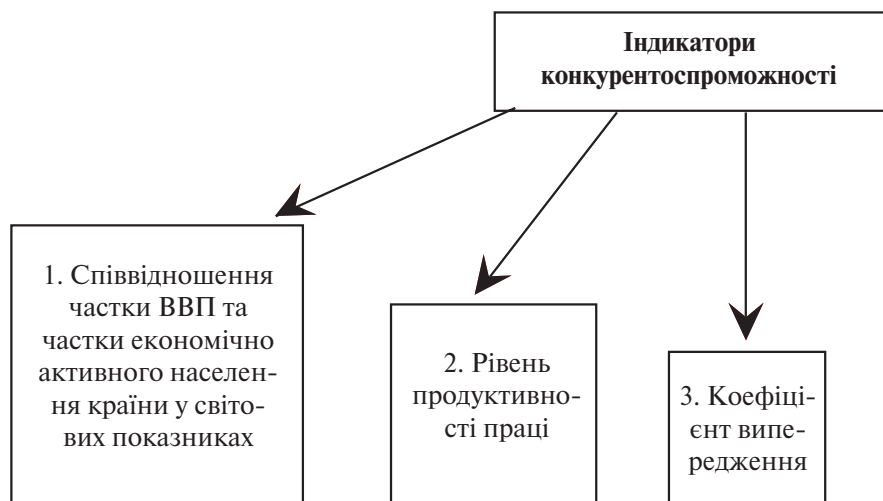 Індикатори
конкурентоспроможності
1. Співвідношення
частки ВВП та
частки економічно
активного населен-
ня країни у світо-
вих показниках
2. Рівень
продуктивно-
сті праці
3. Коефіці-
єнт випе-
редження